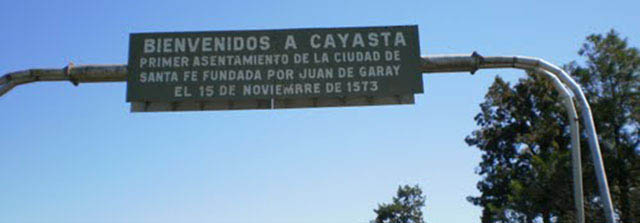 BIENVENIDOS A CAYASTA
PRIMER ASENTAMIENTO DE LA CIUDAD DE
SANTA FE FUNDADA POR JUAN DE GARAY
EL 15 DE NOVIEMBRE DE 1573